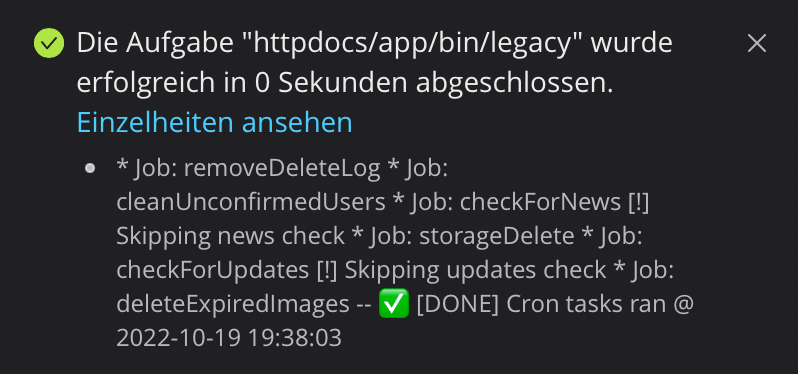 Die Aufgabe "httpdocs/app/bin/legacy" wurde
erfolgreich in 0 Sekunden abgeschlossen.
Einzelheiten ansehen
* Job: removeDeleteLog * Job:
cleanUnconfirmedUsers * Job: checkForNews [!]
Skipping news check * Job: storageDelete * Job:
checkForUpdates [!] Skipping updates check * Job:
deleteExpiredImages -- ✅ [DONE] Cron tasks ran @
2022-10-19 19:38:03